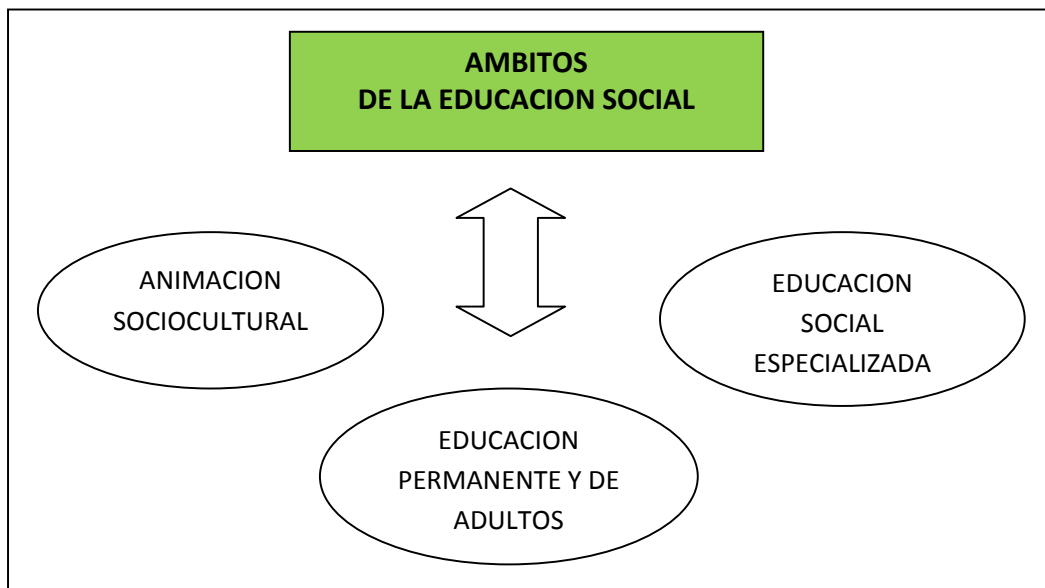 AMBITOS
DE LA EDUCACION SOCIAL
ANIMACION
SOCIOCULTURAL
EDUCACION
SOCIAL
ESPECIALIZADA
EDUCACION
PERMANENTE Y DE
ADULTOS